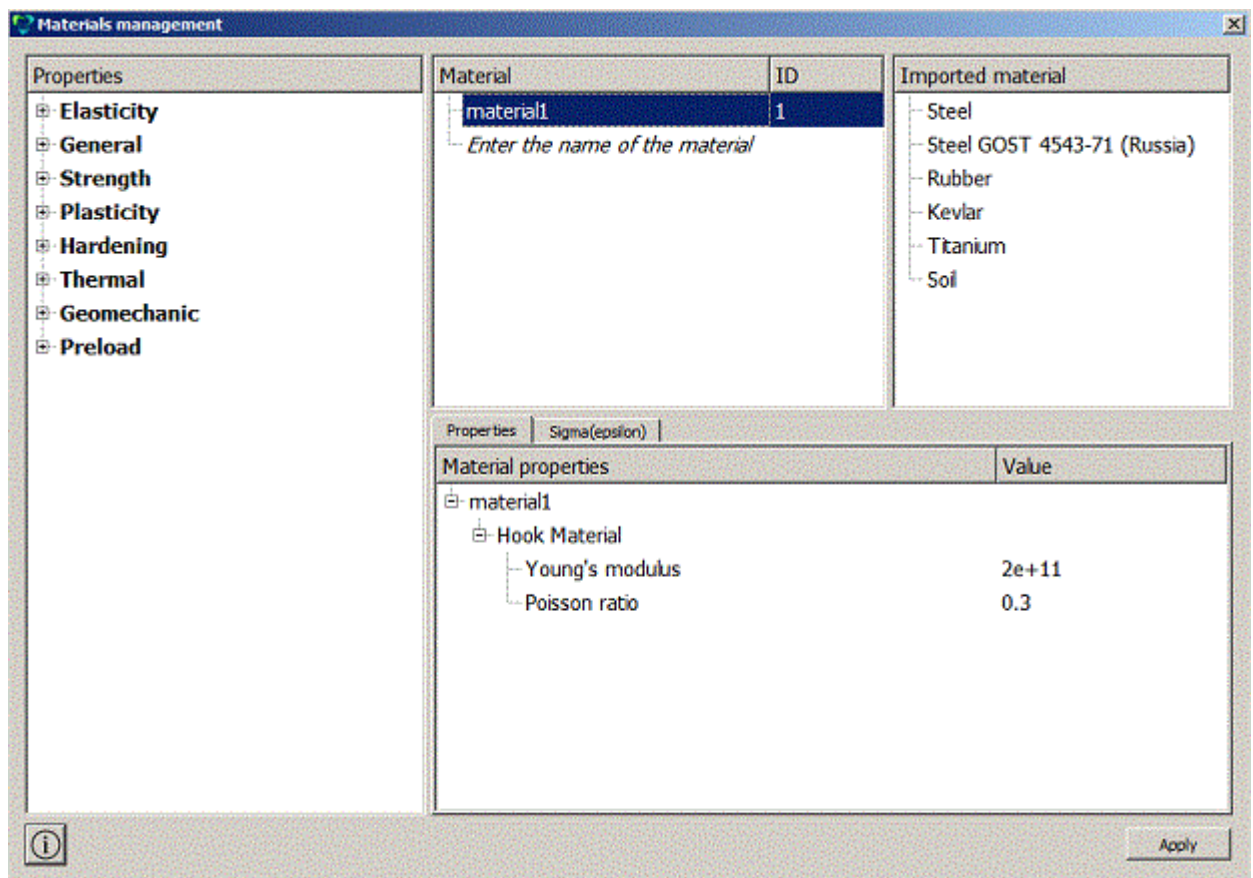 Materials management
Properties
Elasticity
General
Strength
Plasticity
Hardening
Thermal
Geomechanic
Preload
Material ID
material1 1
Enter the name of the material
Imported material
Steel
Steel GOST 4543-71 (Russia)
Rubber
Kevlar
Titanium
Soil
Properties Sigma(epsilon)
Material properties Value
material1
Hook Material
Young's modulus 2e+11
Poisson ratio 0.3
Apply